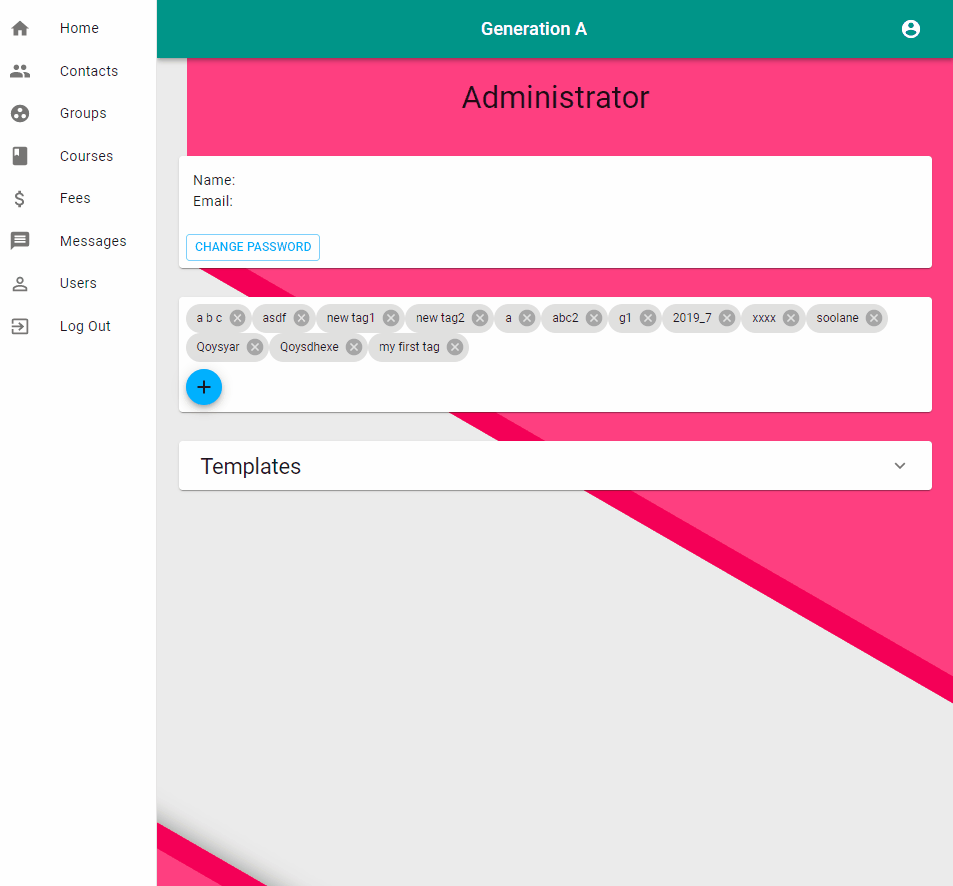 Generation A
Home
Contacts
Groups
Courses
Fees
Messages
Users
Log Out
Administrator
Name:
Email:
CHANGE PASSWORD
a b c asdf new tag1 new tag2 a abc2 g1 2019_7 xxxx soolane
Qoysyar Qoysdhexe my first tag
Templates